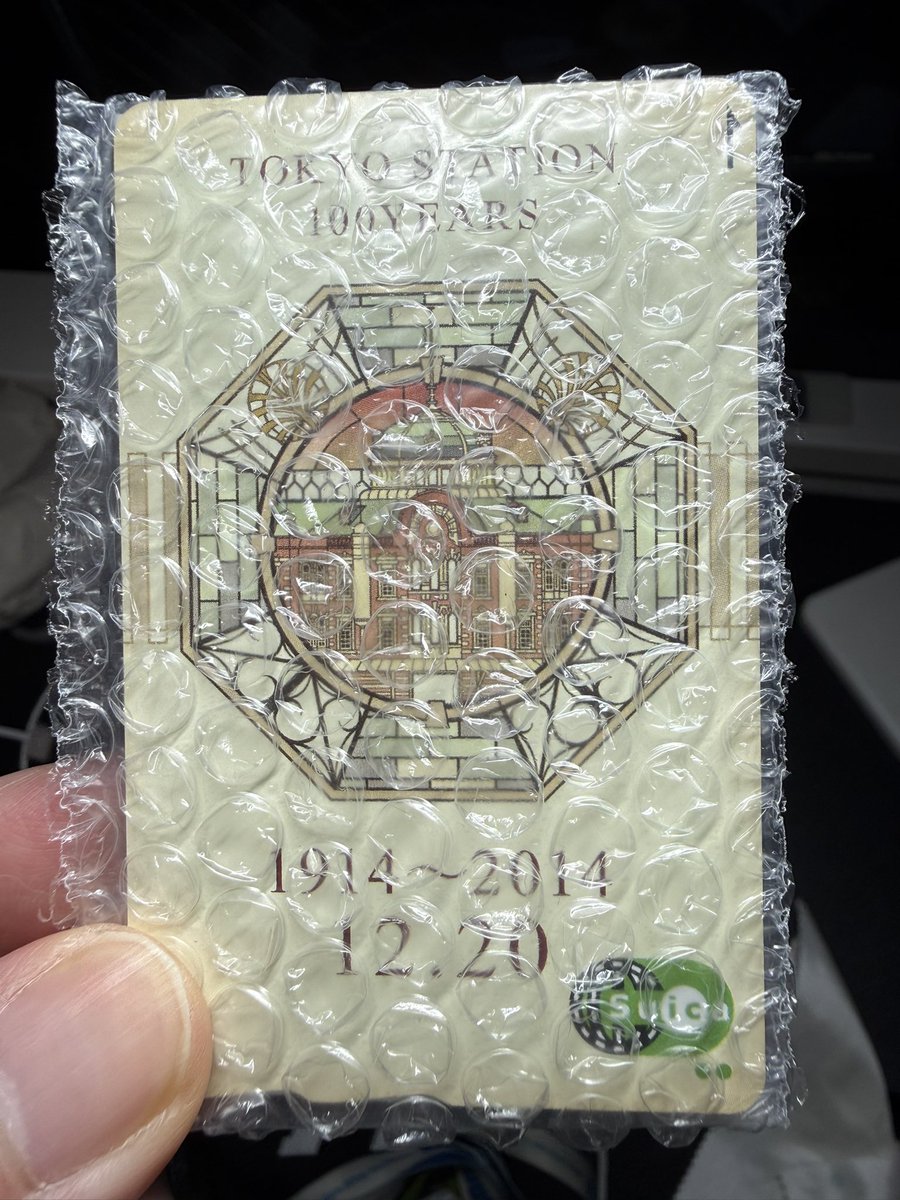 TOKYO STATION
100YEARS
1914〜2014
12.20
Suica